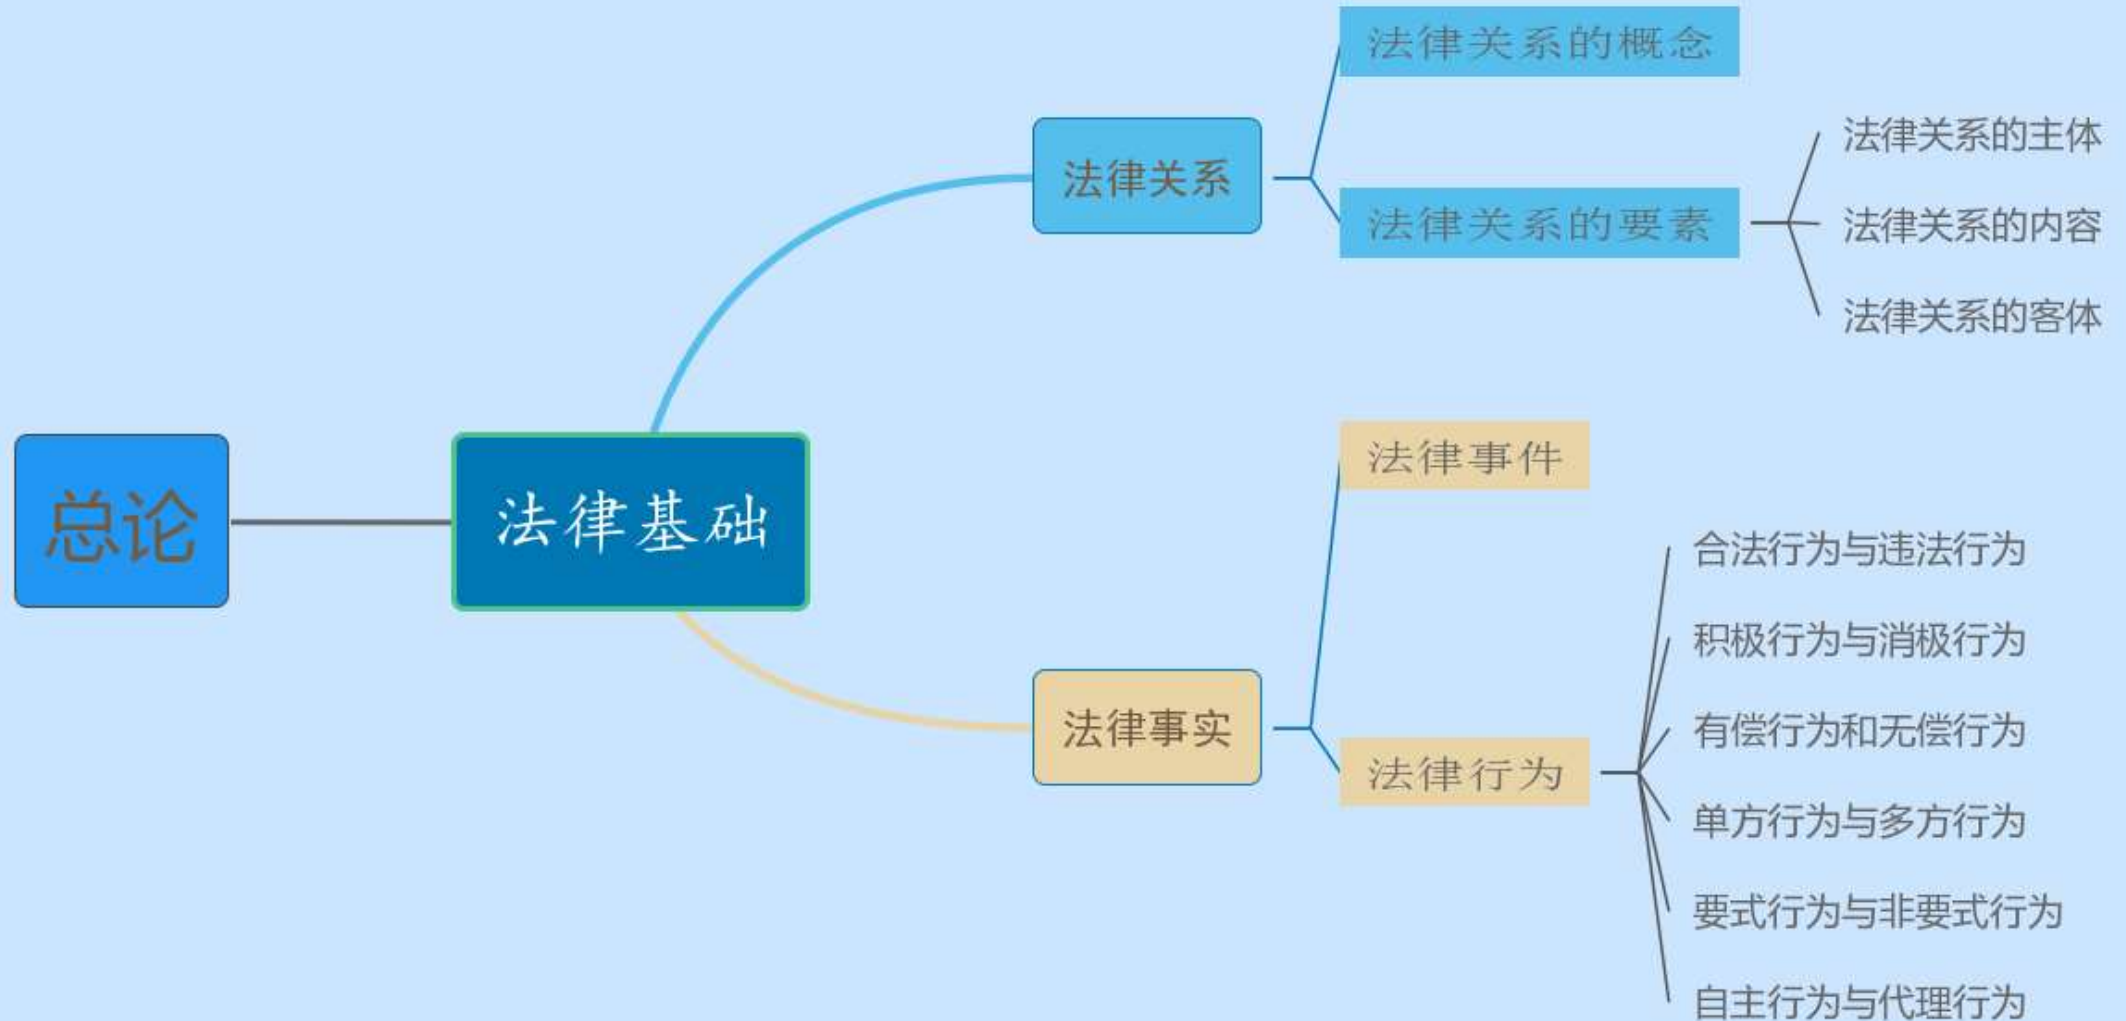 总论
法律基础
法律关系
法律关系的概念
法律关系的要素
法律关系的主体
法律关系的内容
法律关系的客体
法律事实
法律事件
法律行为
合法行为与违法行为
积极行为与消极行为
有偿行为和无偿行为
单方行为与多方行为
要式行为与非要式行为
自主行为与代理行为